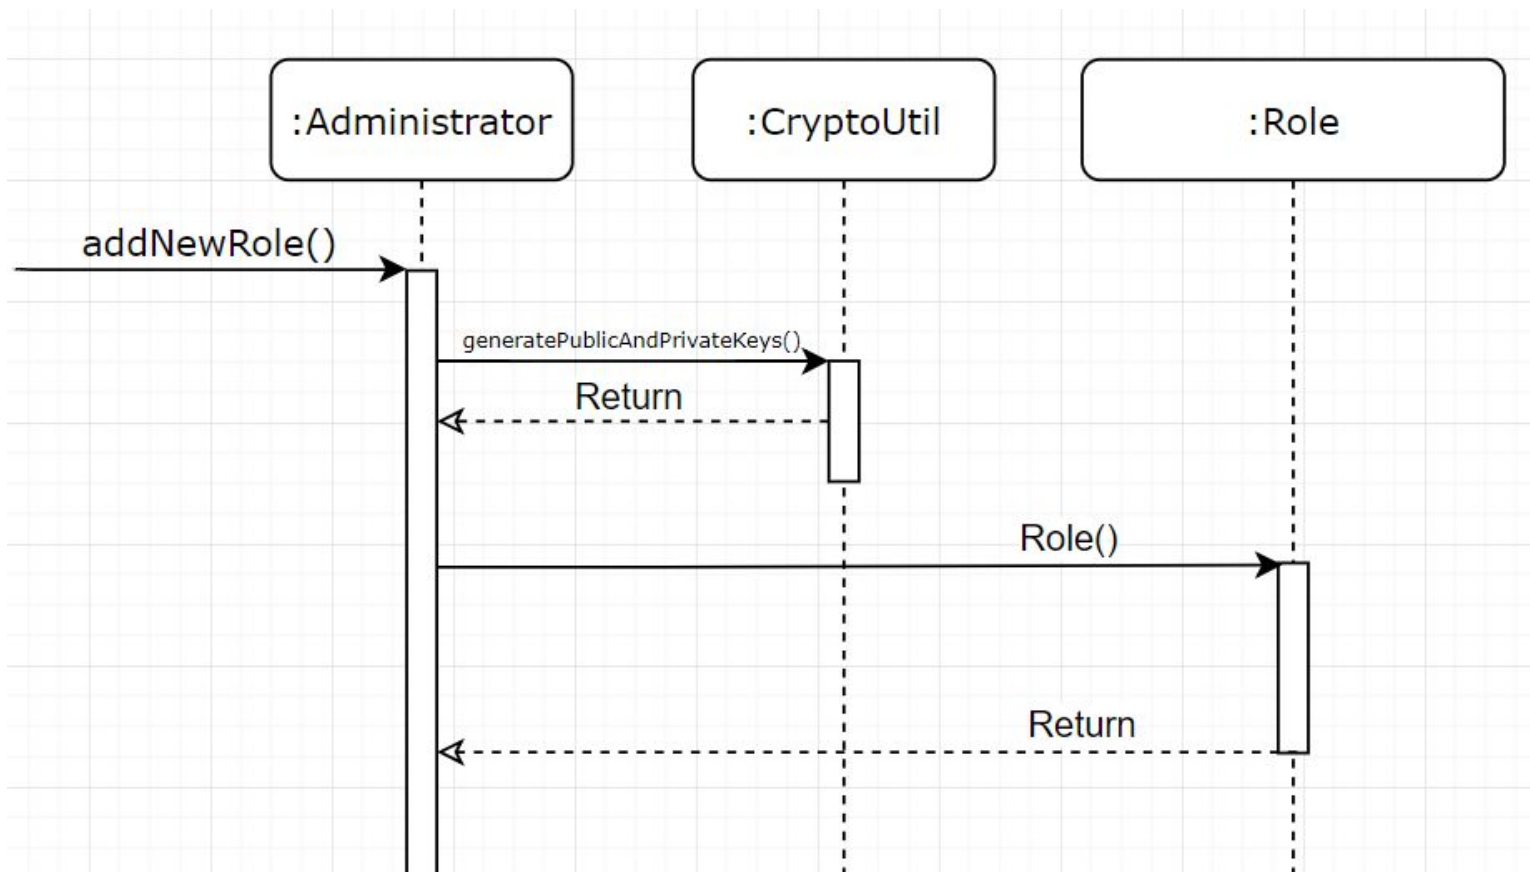 :Administrator
:CryptoUtil
:Role
addNewRole()
generatePublicAndPrivateKeys()
Return
Role()
Return